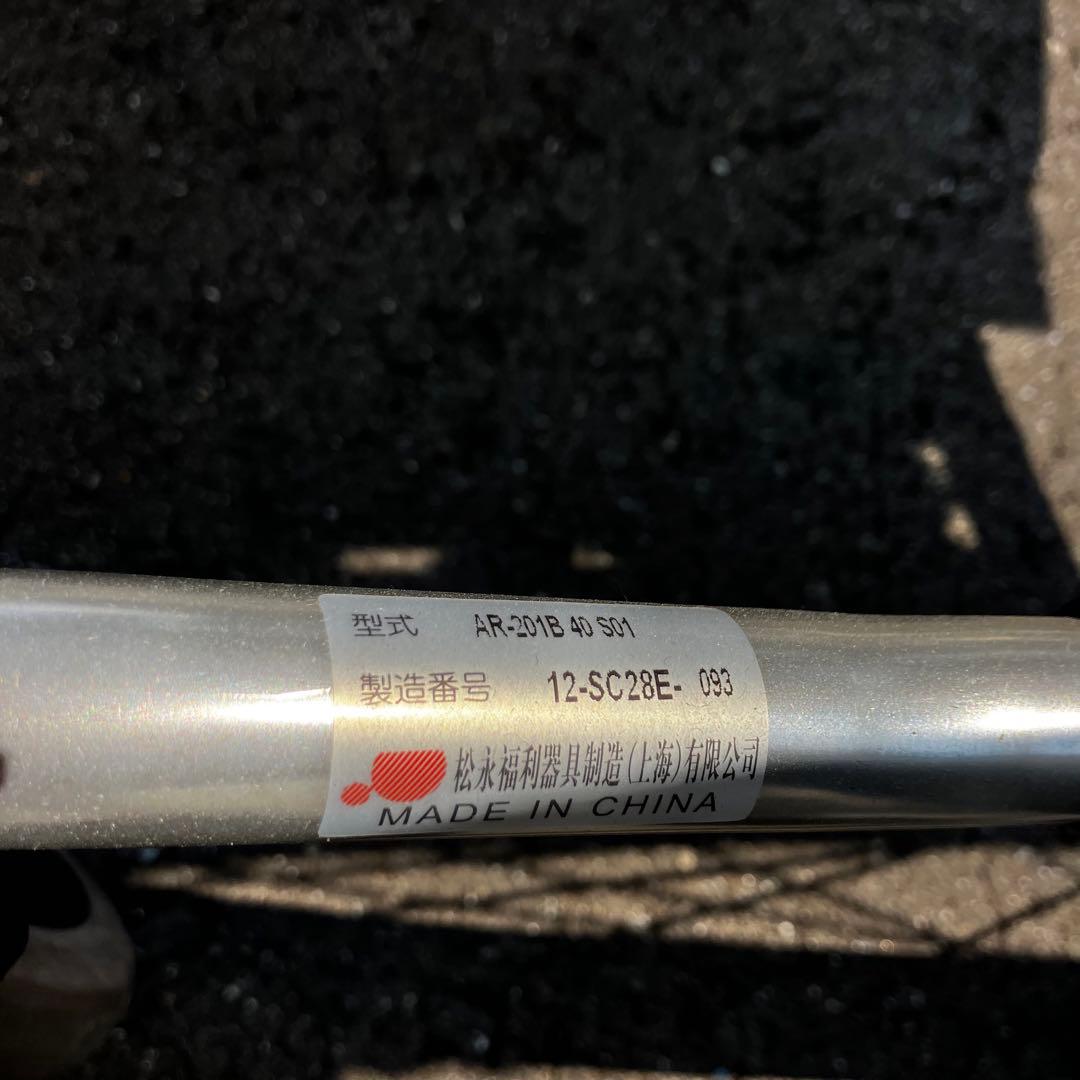 型式 AR-201B 40 S01
製造番号 12-SC28E- 093
松永福利器具制造(上海)有限公司
MADE IN CHINA